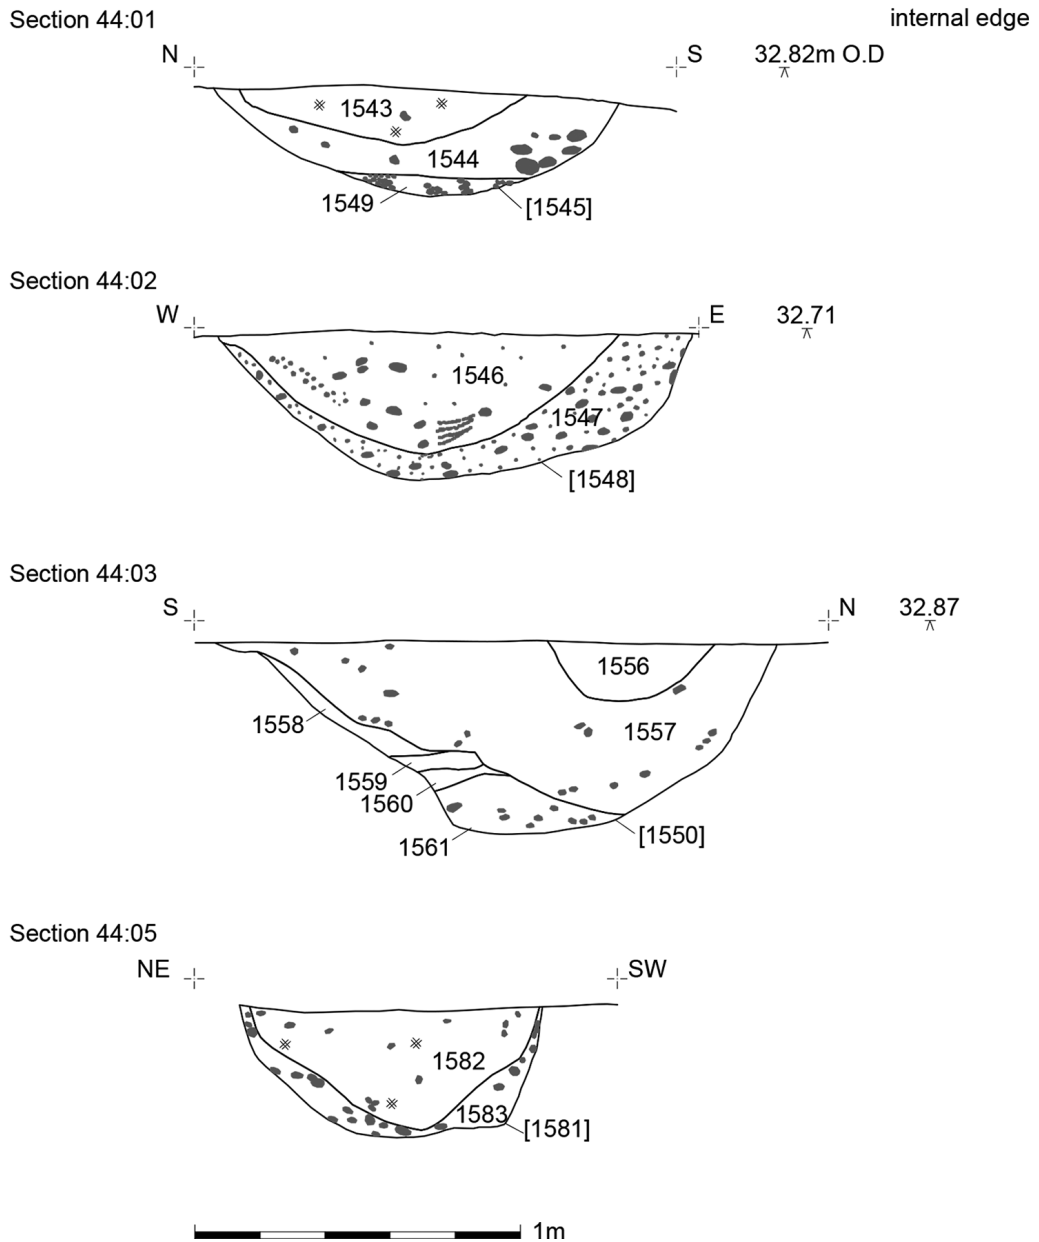 Section 44:01
internal edge
N
S
32.82m O.D
1543
1544
1549
[1545]
Section 44:02
W
E
32.71
1546
1547
[1548]
Section 44:03
S
N
32.87
1556
1557
1558
1559
1560
1561
[1550]
Section 44:05
NE
SW
1582
1583
[1581]
1m